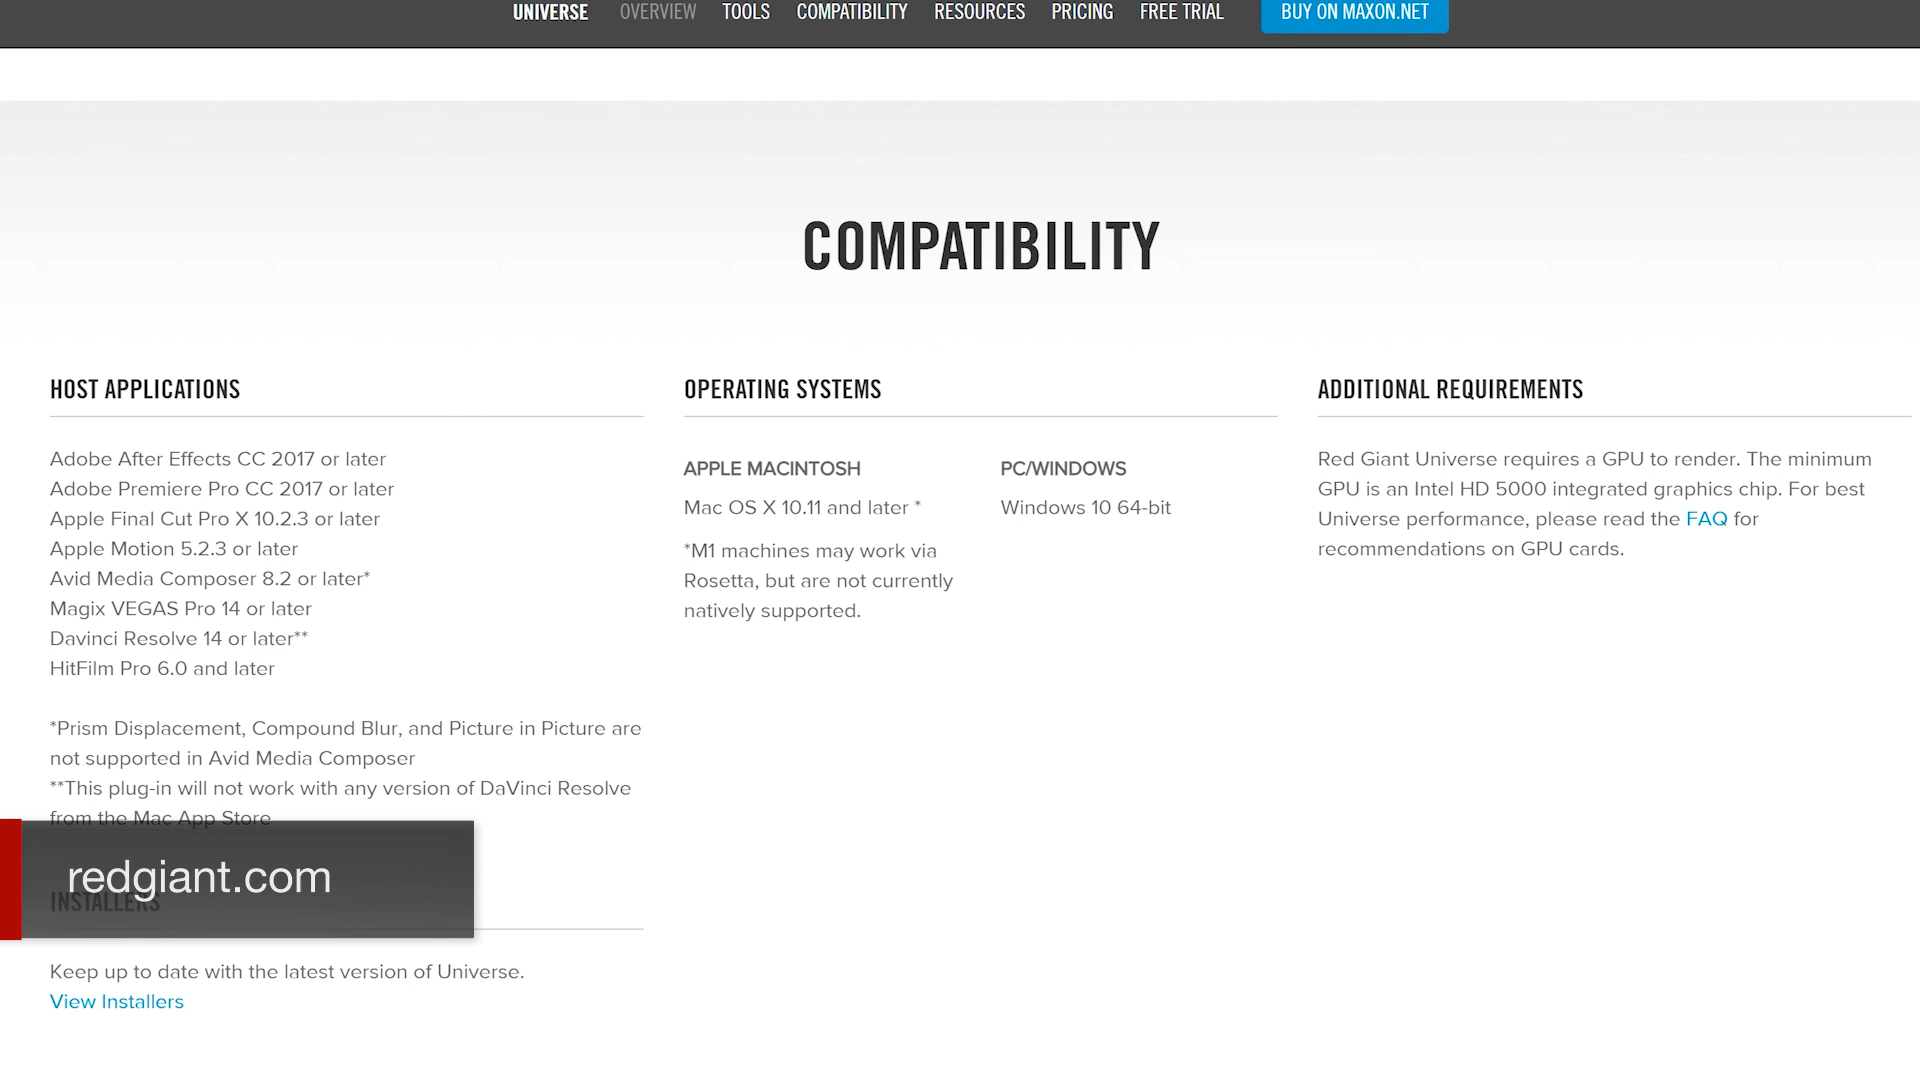 UNIVERSE OVERVIEW TOOLS COMPATIBILITY RESOURCES PRICING FREE TRIAL BUY ON MAXON.NET
COMPATIBILITY
HOST APPLICATIONS
Adobe After Effects CC 2017 or later
Adobe Premiere Pro CC 2017 or later
Apple Final Cut Pro X 10.2.3 or later
Apple Motion 5.2.3 or later
Avid Media Composer 8.2 or later*
Magix VEGAS Pro 14 or later
Davinci Resolve 14 or later**
HitFilm Pro 6.0 and later
*Prism Displacement, Compound Blur, and Picture in Picture are
not supported in Avid Media Composer
**This plug-in will not work with any version of DaVinci Resolve
from the Mac App Store
redgiant.com
INSTALLERS
Keep up to date with the latest version of Universe.
View Installers
OPERATING SYSTEMS
APPLE MACINTOSH
Mac OS X 10.11 and later *
*M1 machines may work via
Rosetta, but are not currently
natively supported.
PC/WINDOWS
Windows 10 64-bit
ADDITIONAL REQUIREMENTS
Red Giant Universe requires a GPU to render. The minimum
GPU is an Intel HD 5000 integrated graphics chip. For best
Universe performance, please read the FAQ for
recommendations on GPU cards.